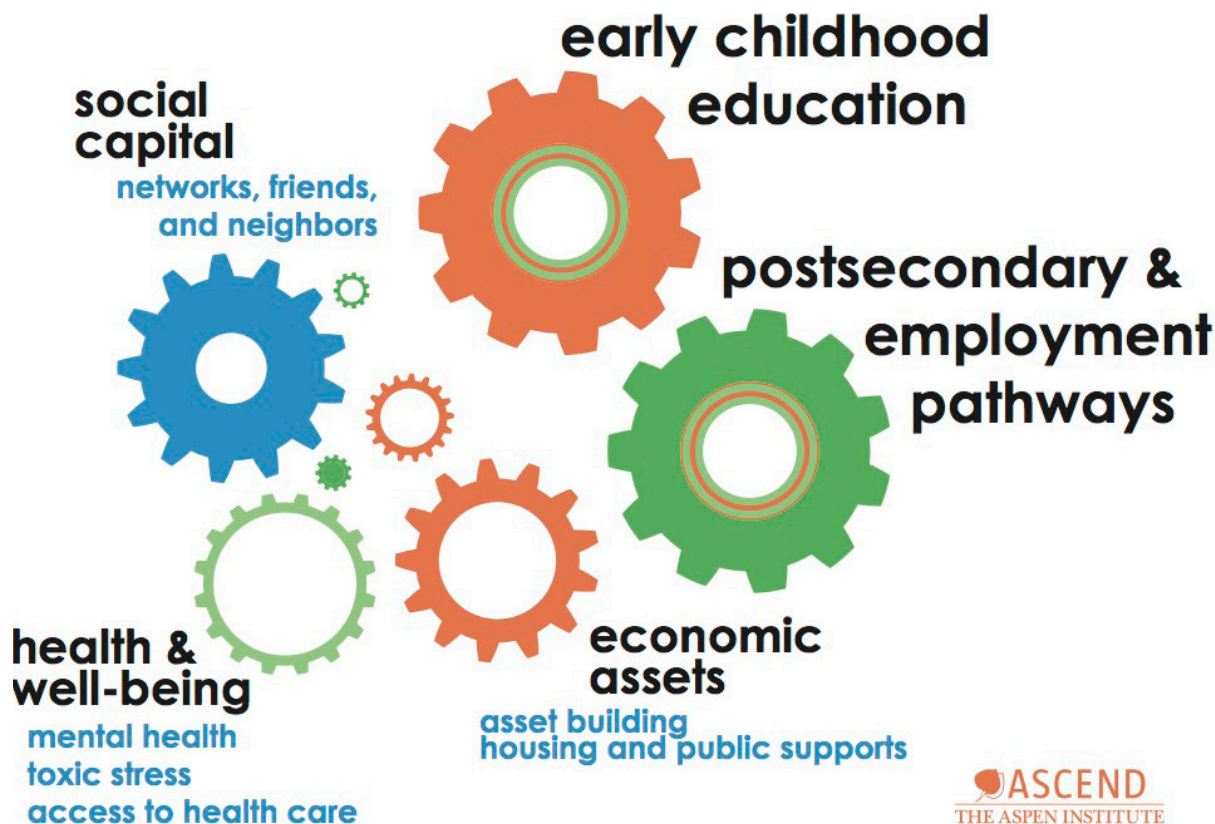 early childhood
education
social
capital
networks, friends,
and neighbors
postsecondary &
employment
pathways
health &
well-being
mental health
toxic stress
access to health care
economic
assets
asset building
housing and public supports
ASCEND
THE ASPEN INSTITUTE